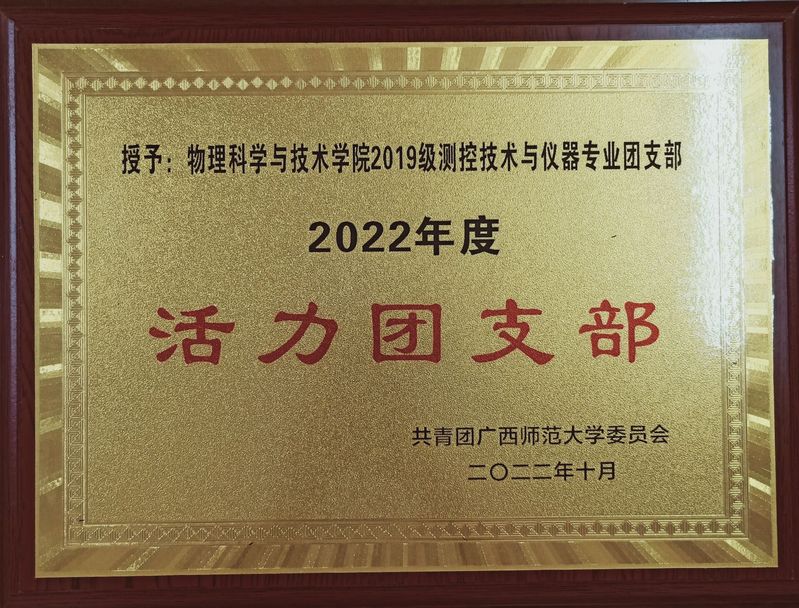 授予：物理科学与技术学院2019级测控技术与仪器专业团支部
2022年度
活力团支部
共青团广西师范大学委员会
二〇二二年十月